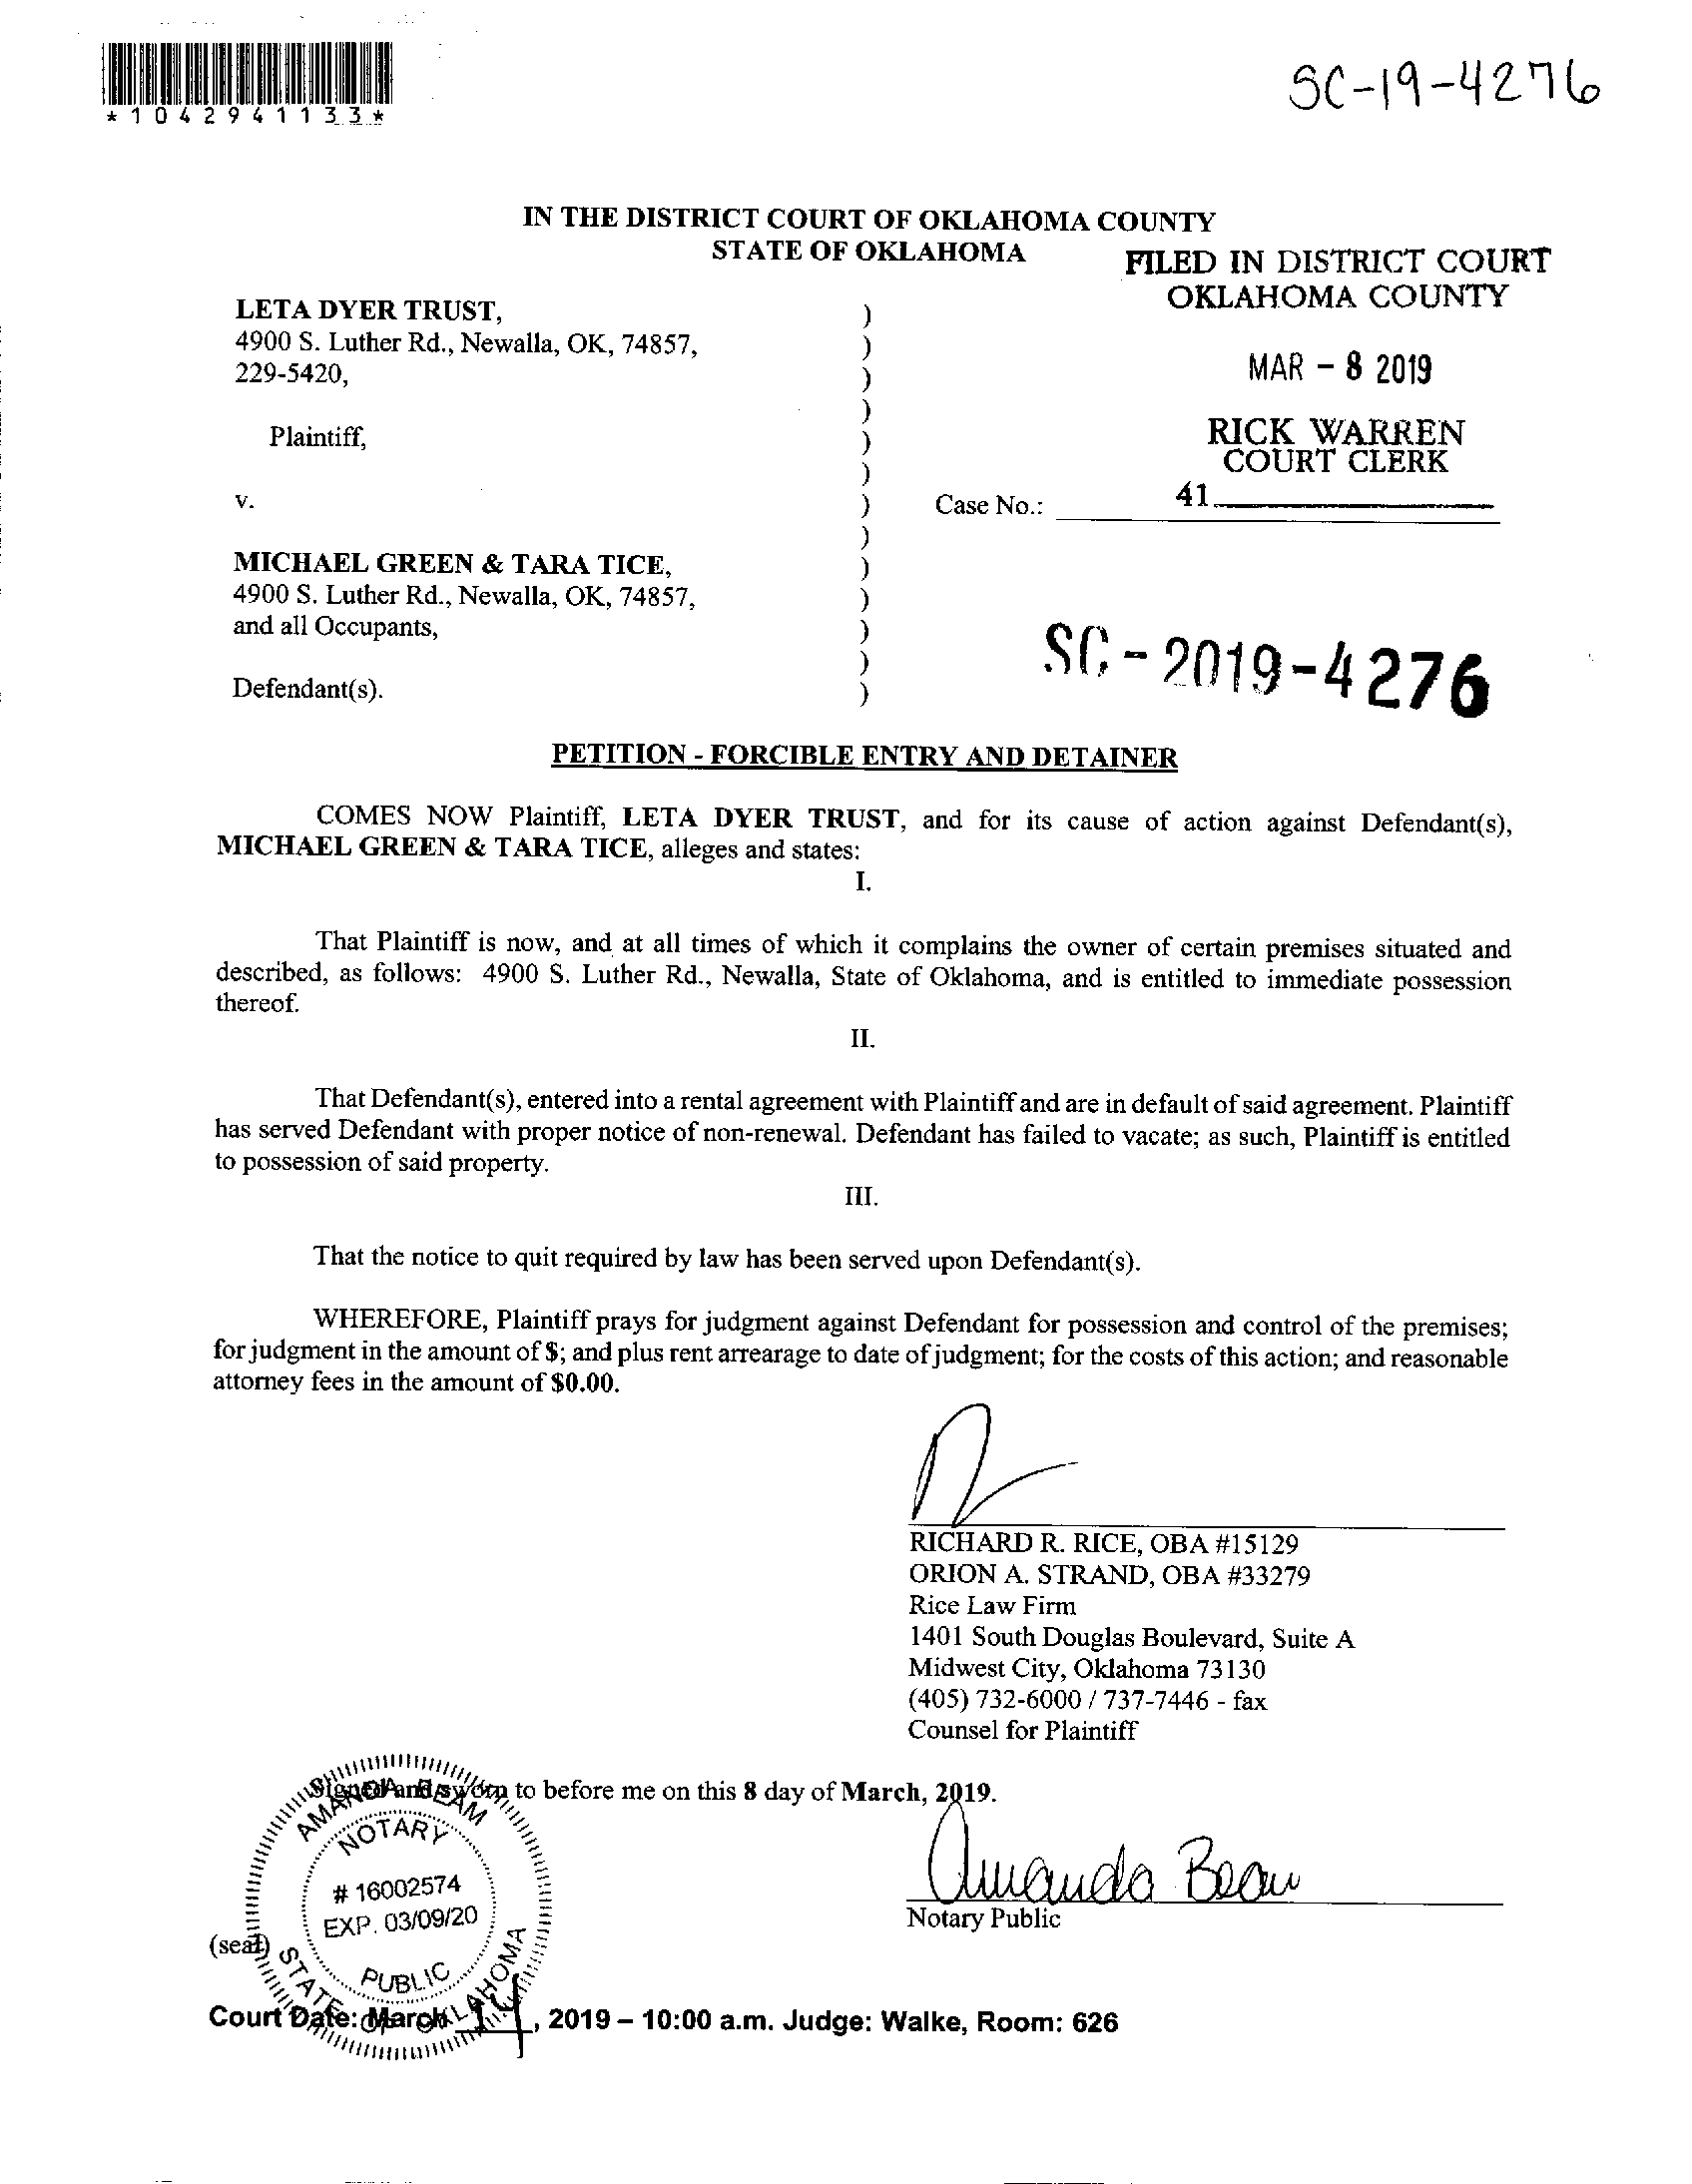 *1042941133*
SC-19-4276
IN THE DISTRICT COURT OF OKLAHOMA COUNTY
STATE OF OKLAHOMA
FILED IN DISTRICT COURT
OKLAHOMA COUNTY
MAR - 8 2019
RICK WARREN
COURT CLERK
41
LETA DYER TRUST,
4900 S. Luther Rd., Newalla, OK, 74857,
229-5420,
Plaintiff,
v.
Case No.:
MICHAEL GREEN & TARA TICE,
4900 S. Luther Rd., Newalla, OK, 74857,
and all Occupants,
Defendant(s).
)
)
)
)
)
)
)
)
)
)
)
)
)
SC - 2019-4276
PETITION - FORCIBLE ENTRY AND DETAINER
COMES NOW Plaintiff, LETA DYER TRUST, and for its cause of action against Defendant(s),
MICHAEL GREEN & TARA TICE, alleges and states:
I.
That Plaintiff is now, and at all times of which it complains the owner of certain premises situated and
described, as follows: 4900 S. Luther Rd., Newalla, State of Oklahoma, and is entitled to immediate possession
thereof.
II.
That Defendant(s), entered into a rental agreement with Plaintiff and are in default of said agreement. Plaintiff
has served Defendant with proper notice of non-renewal. Defendant has failed to vacate; as such, Plaintiff is entitled
to possession of said property.
III.
That the notice to quit required by law has been served upon Defendant(s).
WHEREFORE, Plaintiff prays for judgment against Defendant for possession and control of the premises;
for judgment in the amount of $; and plus rent arrearage to date of judgment; for the costs of this action; and reasonable
attorney fees in the amount of $0.00.
RICHARD R. RICE, OBA #15129
ORION A. STRAND, OBA #33279
Rice Law Firm
1401 South Douglas Boulevard, Suite A
Midwest City, Oklahoma 73130
(405) 732-6000 / 737-7446 - fax
Counsel for Plaintiff
Signed and sworn to before me on this 8 day of March, 2019.
Amanda Beam
Notary Public
AMANDA BEAM
NOTARY
# 16002574
EXP. 03/09/20
PUBLIC
STATE OF OKLAHOMA
(seal)
Court Date: March 14, 2019 – 10:00 a.m. Judge: Walke, Room: 626